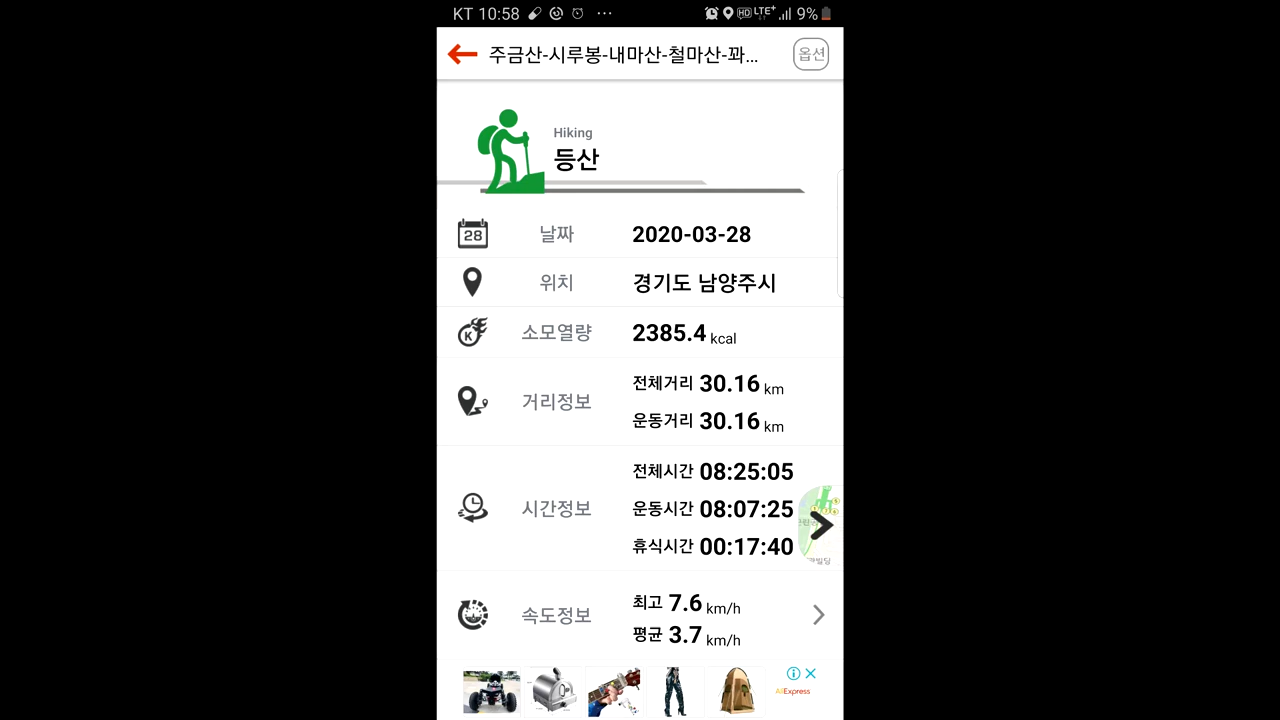 KT 10:58 ... HD LTE+ 9%
주금산-시루봉-내마산-철마산-꽈...
옵션
Hiking
등산
28 날짜 2020-03-28
위치 경기도 남양주시
K 소모열량 2385.4 kcal
거리정보
전체거리 30.16 km
운동거리 30.16 km
시간정보
전체시간 08:25:05
운동시간 08:07:25
휴식시간 00:17:40
속도정보
최고 7.6 km/h
평균 3.7 km/h
AliExpress